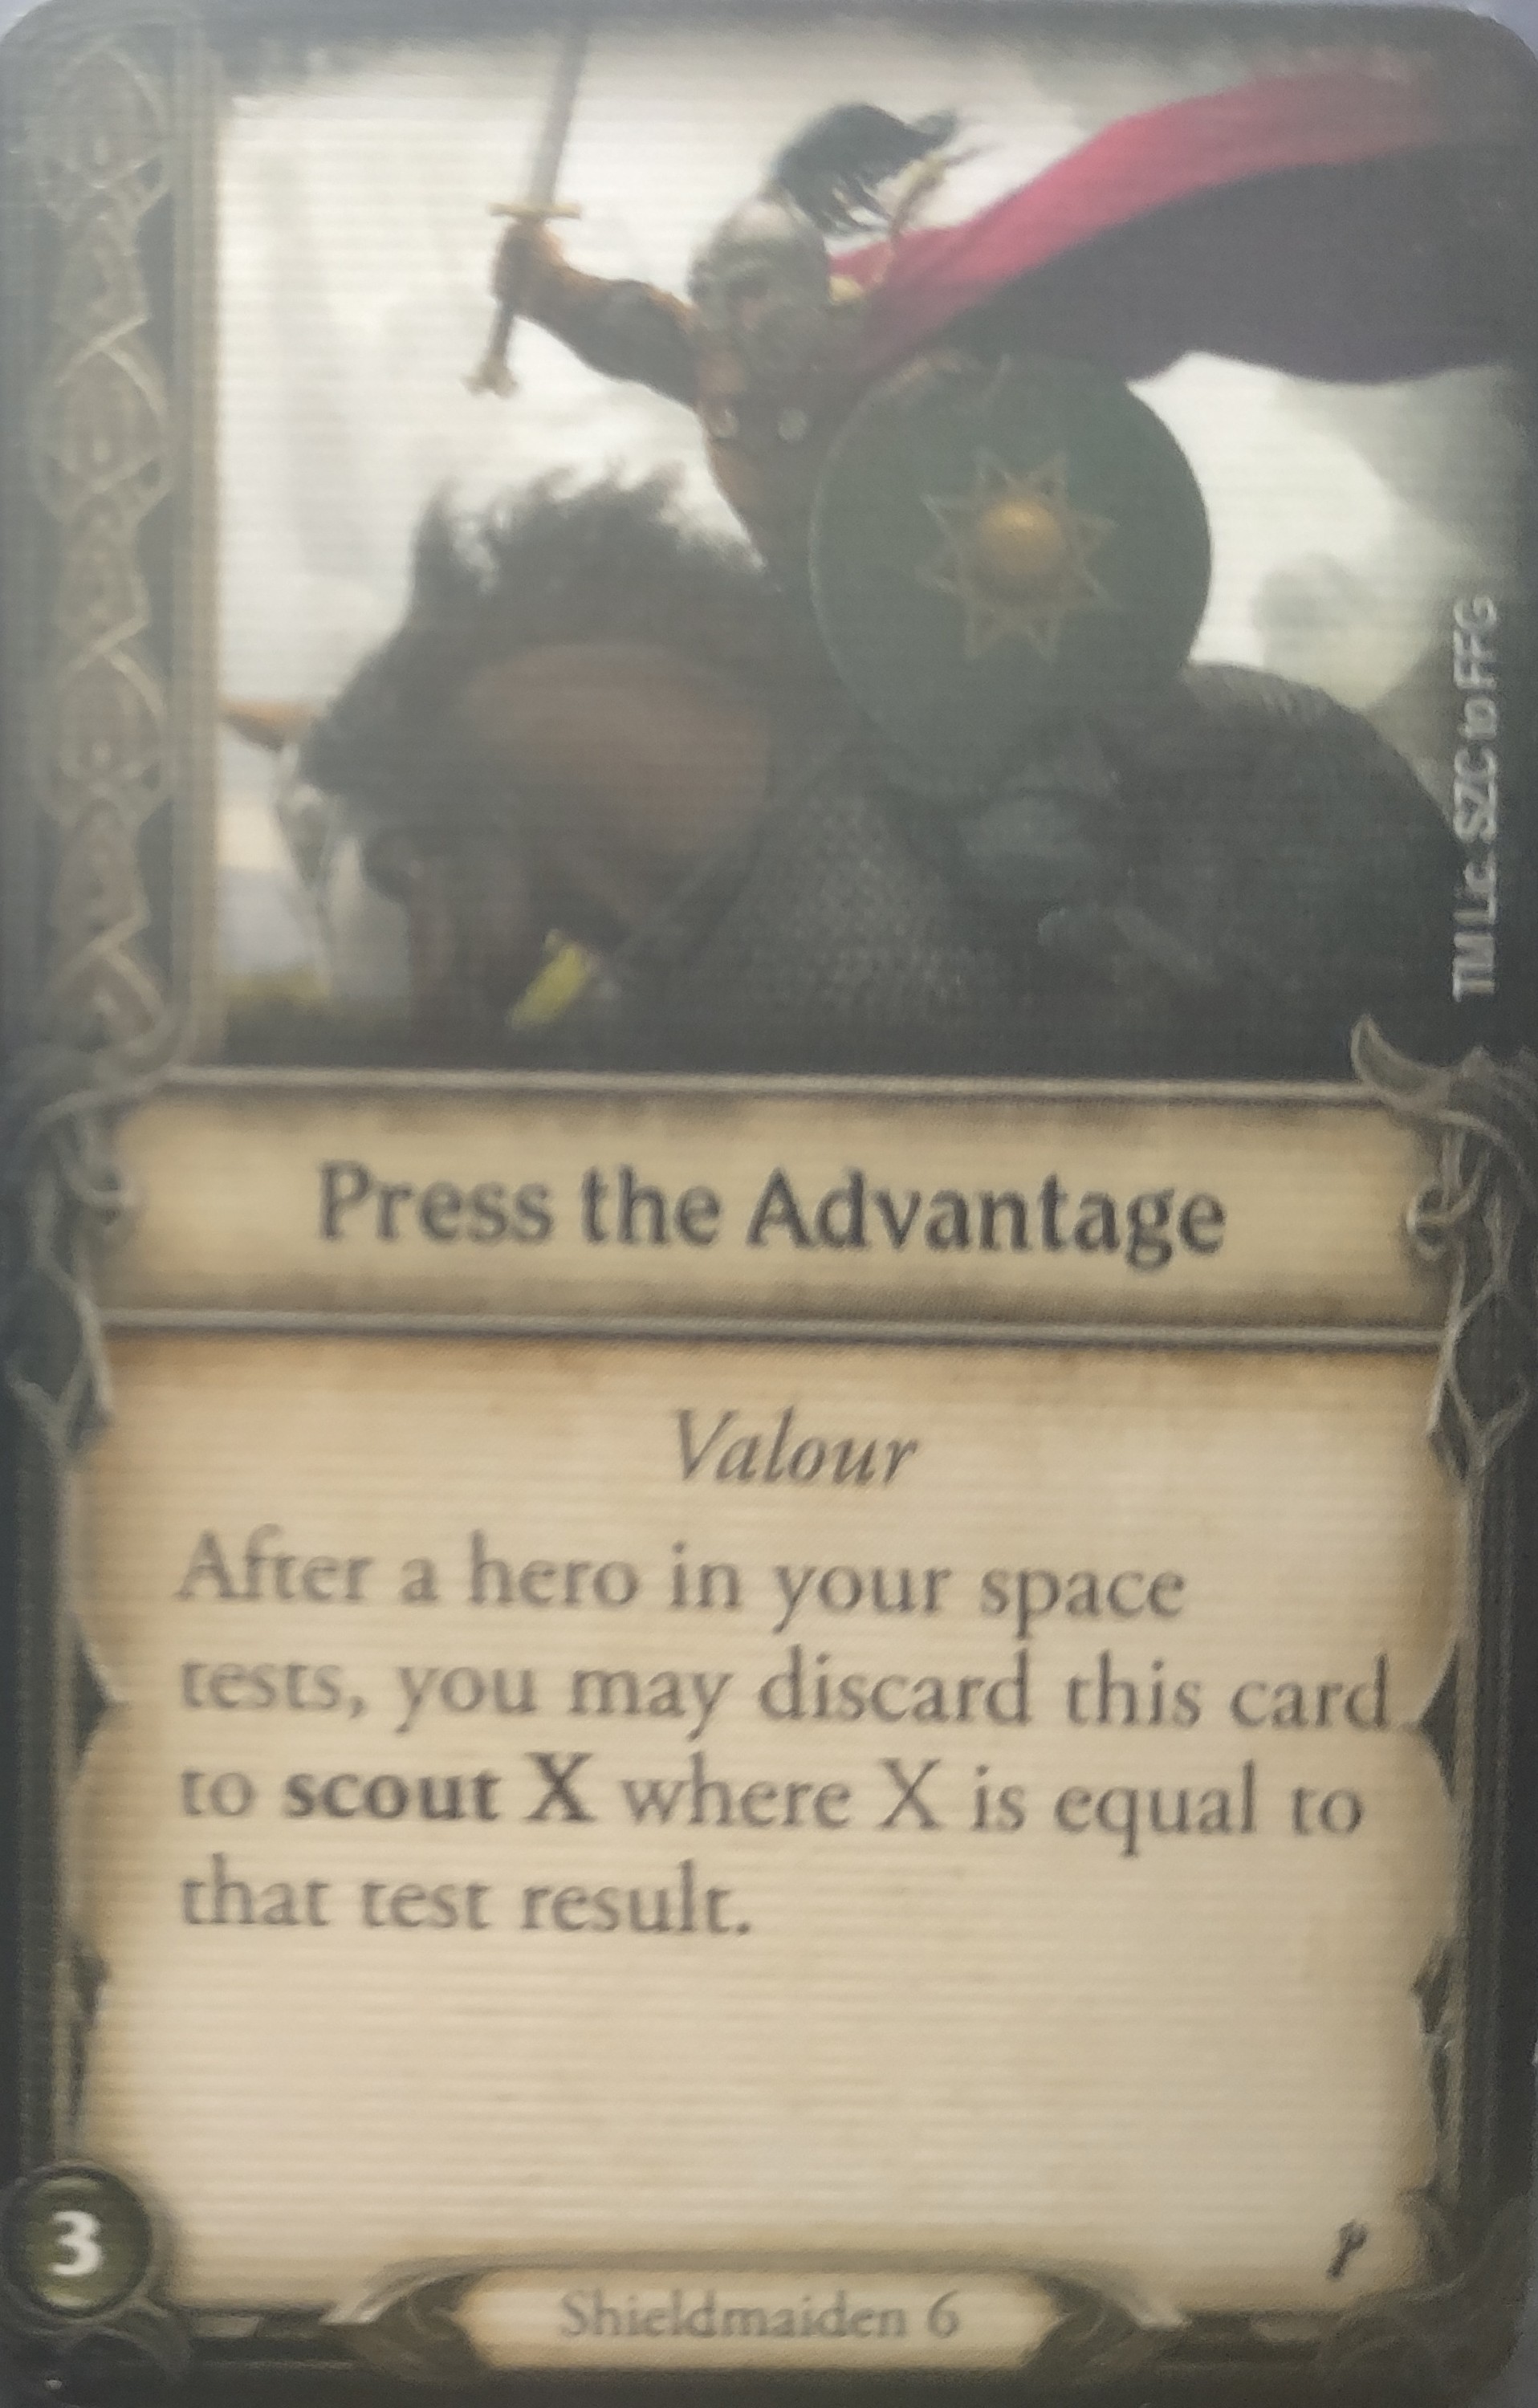 TM Lic. SZC to FFG
Press the Advantage
Valour
After a hero in your space
tests, you may discard this card
to scout X where X is equal to
that test result.
3
Shieldmaiden 6